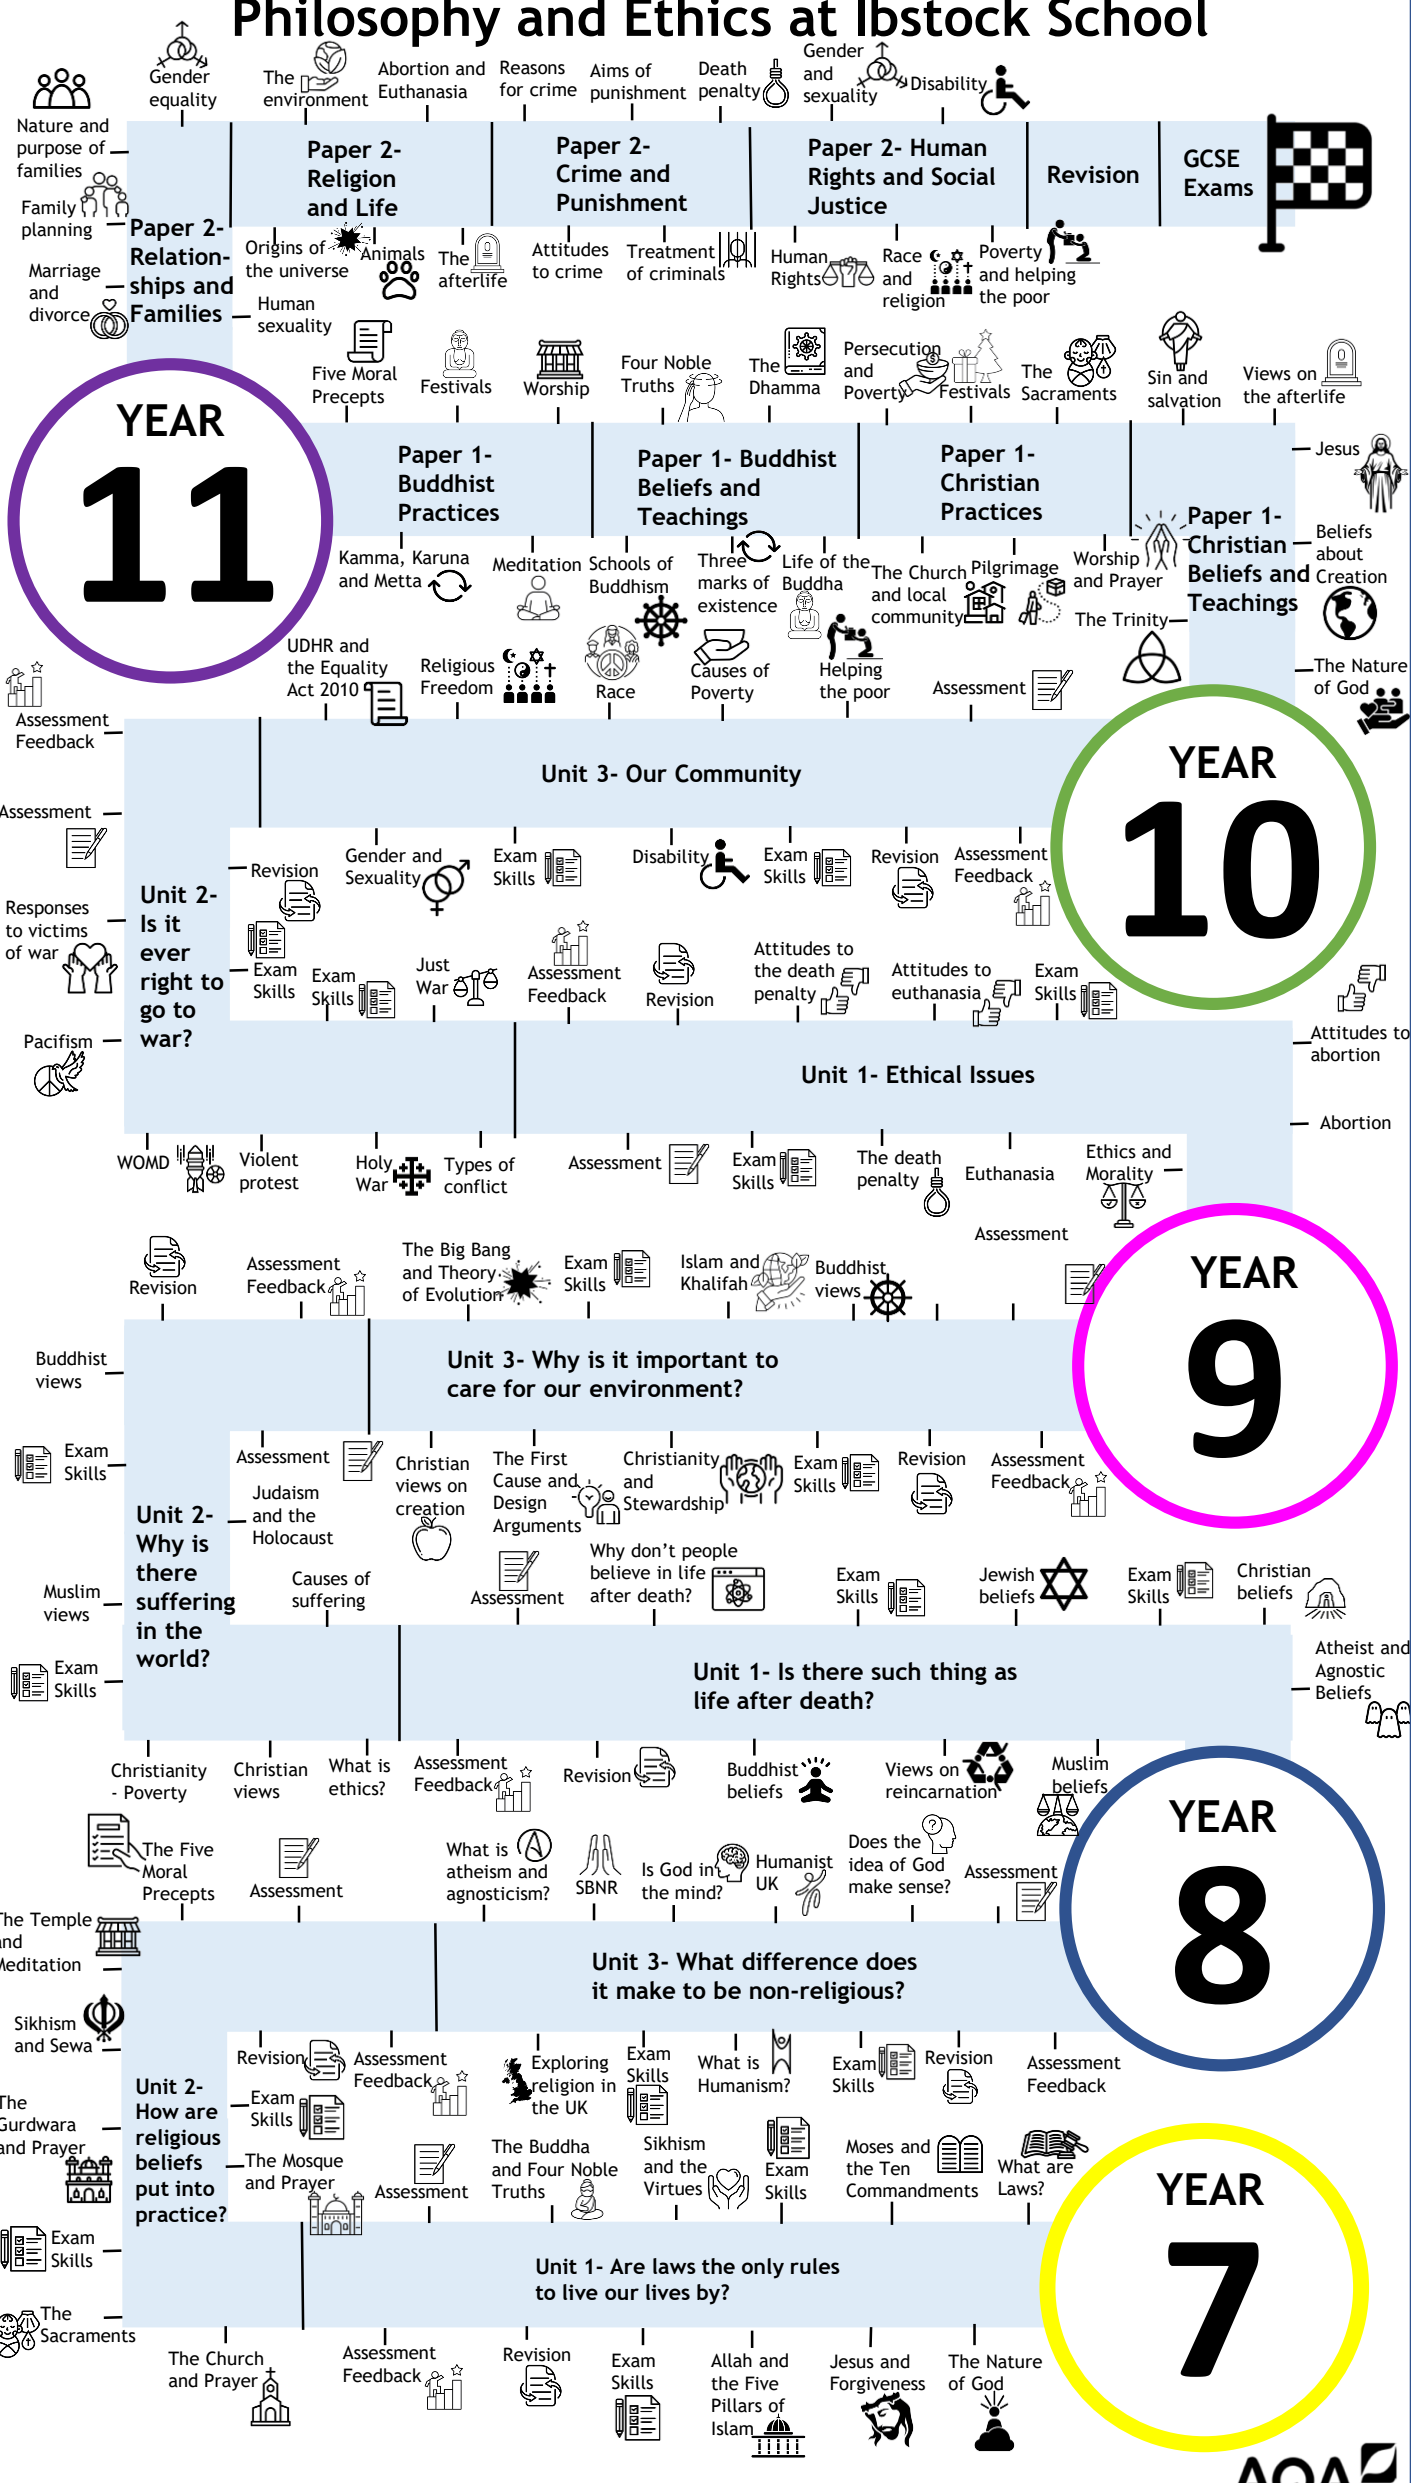 Philosophy and Ethics at Ibstock School
Gender
equality
The
environment
Abortion and
Euthanasia
Reasons
for crime
Aims of
punishment
Death
penalty
Gender
and
sexuality
Disability
Nature and
purpose of
families
Family
planning
Marriage
and
divorce
Paper 2-
Relation-
ships and
Families
Paper 2-
Religion
and Life
Paper 2-
Crime and
Punishment
Paper 2- Human
Rights and Social
Justice
Revision
GCSE
Exams
Origins of
the universe
Animals
The
afterlife
Attitudes
to crime
Treatment
of criminals
Human
Rights
Race
and
religion
Poverty
and helping
the poor
Human
sexuality
Five Moral
Precepts
Festivals
Worship
Four Noble
Truths
The
Dhamma
Persecution
and
Poverty
Festivals
The
Sacraments
Sin and
salvation
Views on
the afterlife
YEAR
11
Paper 1-
Buddhist
Practices
Paper 1- Buddhist
Beliefs and
Teachings
Paper 1-
Christian
Practices
Paper 1-
Christian
Beliefs and
Teachings
Jesus
Beliefs
about
Creation
The Nature
of God
Kamma, Karuna
and Metta
Meditation
Schools of
Buddhism
Three
marks of
existence
Life of the
Buddha
The Church
and local
community
Pilgrimage
Worship
and Prayer
The Trinity
UDHR and
the Equality
Act 2010
Religious
Freedom
Race
Causes of
Poverty
Helping
the poor
Assessment
Assessment
Feedback
Assessment
Responses
to victims
of war
Pacifism
Unit 3- Our Community
YEAR
10
Unit 2-
Is it
ever
right to
go to
war?
Revision
Gender and
Sexuality
Exam
Skills
Disability
Exam
Skills
Revision
Assessment
Feedback
Exam
Skills
Exam
Skills
Just
War
Assessment
Feedback
Revision
Attitudes to
the death
penalty
Attitudes to
euthanasia
Exam
Skills
Attitudes to
abortion
Abortion
Unit 1- Ethical Issues
WOMD
Violent
protest
Holy
War
Types of
conflict
Assessment
Exam
Skills
The death
penalty
Euthanasia
Ethics and
Morality
Revision
Assessment
Feedback
The Big Bang
and Theory
of Evolution
Exam
Skills
Islam and
Khalifah
Buddhist
views
Assessment
YEAR
9
Unit 3- Why is it important to
care for our environment?
Buddhist
views
Exam
Skills
Muslim
views
Exam
Skills
Unit 2-
Why is
there
suffering
in the
world?
Assessment
Judaism
and the
Holocaust
Causes of
suffering
Christian
views on
creation
The First
Cause and
Design
Arguments
Christianity
and
Stewardship
Exam
Skills
Revision
Assessment
Feedback
Assessment
Why don't people
believe in life
after death?
Exam
Skills
Jewish
beliefs
Exam
Skills
Christian
beliefs
Atheist and
Agnostic
Beliefs
Unit 1- Is there such thing as
life after death?
Christianity
- Poverty
Christian
views
What is
ethics?
Assessment
Feedback
Revision
Buddhist
beliefs
Views on
reincarnation
Muslim
beliefs
YEAR
8
The Five
Moral
Precepts
Assessment
What is
atheism and
agnosticism?
SBNR
Is God in
the mind?
Humanist
UK
Does the
idea of God
make sense?
Assessment
The Temple
and
Meditation
Sikhism
and Sewa
The
Gurdwara
and Prayer
Exam
Skills
The
Sacraments
Unit 3- What difference does
it make to be non-religious?
Unit 2-
How are
religious
beliefs
put into
practice?
Revision
Assessment
Feedback
Exam
Skills
The Mosque
and Prayer
Exploring
religion in
the UK
Exam
Skills
What is
Humanism?
Exam
Skills
Revision
Assessment
Feedback
Assessment
The Buddha
and Four Noble
Truths
Sikhism
and the
Virtues
Exam
Skills
Moses and
the Ten
Commandments
What are
Laws?
YEAR
7
Unit 1- Are laws the only rules
to live our lives by?
The Church
and Prayer
Assessment
Feedback
Revision
Exam
Skills
Allah and
the Five
Pillars of
Islam
Jesus and
Forgiveness
The Nature
of God
AQA